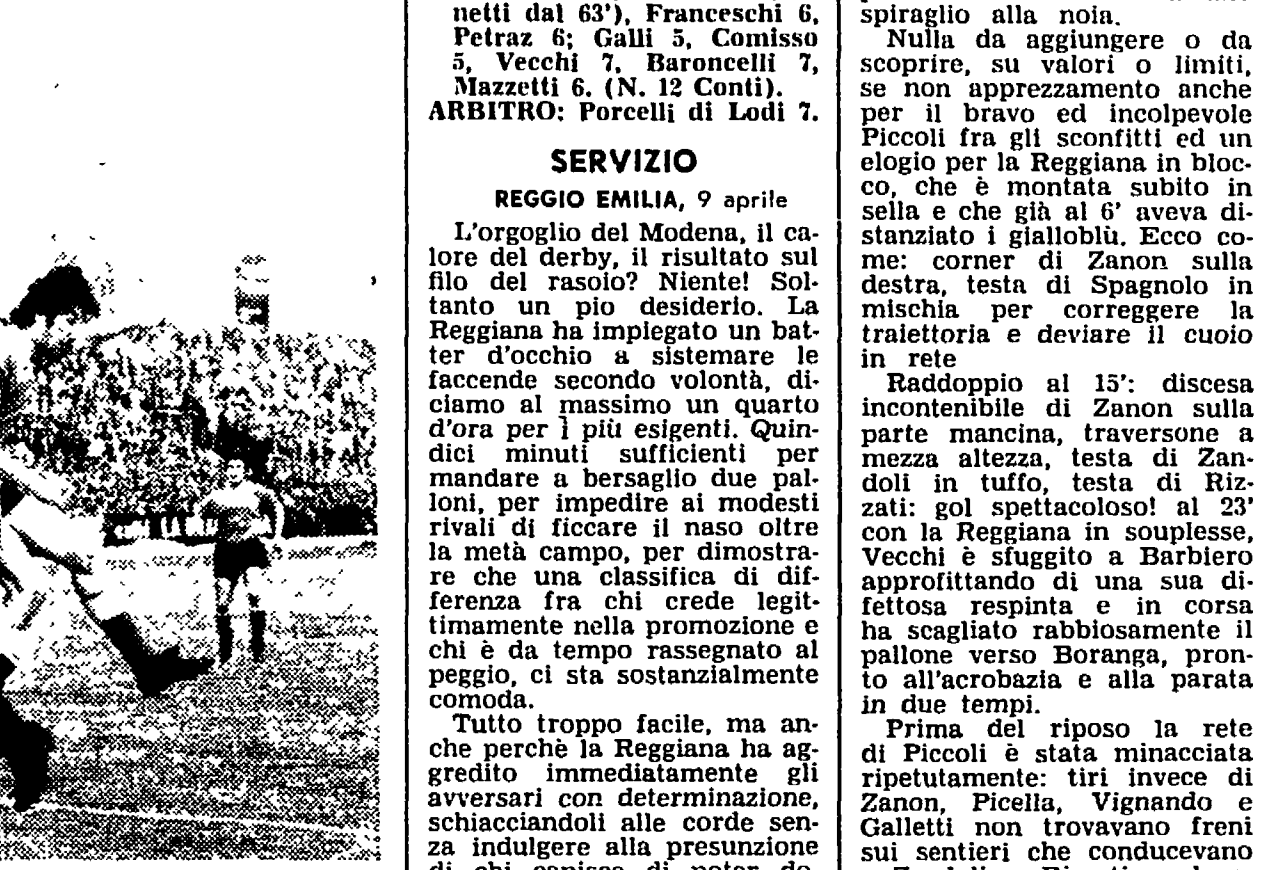 netti dal 63'), Franceschi 6,
Petraz 6; Galli 5, Comisso
5, Vecchi 7, Baroncelli 7,
Mazzetti 6. (N. 12 Conti).
ARBITRO: Porcelli di Lodi 7.
SERVIZIO
REGGIO EMILIA, 9 aprile
L'orgoglio del Modena, il ca-
lore del derby, il risultato sul
filo del rasoio? Niente! Sol-
tanto un pio desiderio. La
Reggiana ha impiegato un bat-
ter d'occhio a sistemare le
faccende secondo volontà, di-
ciamo al massimo un quarto
d'ora per i più esigenti. Quin-
dici minuti sufficienti per
mandare a bersaglio due pal-
loni, per impedire ai modesti
rivali di ficcare il naso oltre
la metà campo, per dimostra-
re che una classifica di dif-
ferenza fra chi crede legit-
timamente nella promozione e
chi è da tempo rassegnato al
peggio, ci sta sostanzialmente
comoda.
Tutto troppo facile, ma an-
che perchè la Reggiana ha ag-
gredito immediatamente gli
avversari con determinazione,
schiacciandoli alle corde sen-
za indulgere alla presunzione
spiraglio alla noia.
Nulla da aggiungere o da
scoprire, su valori o limiti,
se non apprezzamento anche
per il bravo ed incolpevole
Piccoli fra gli sconfitti ed un
elogio per la Reggiana in bloc-
co, che è montata subito in
sella e che già al 6' aveva di-
stanziato i gialloblù. Ecco co-
me: corner di Zanon sulla
destra, testa di Spagnolo in
mischia per correggere la
traiettoria e deviare il cuoio
in rete
Raddoppio al 15': discesa
incontenibile di Zanon sulla
parte mancina, traversone a
mezza altezza, testa di Zan-
doli in tuffo, testa di Riz-
zati: gol spettacoloso! al 23'
con la Reggiana in souplesse,
Vecchi è sfuggito a Barbiero
approfittando di una sua di-
fettosa respinta e in corsa
ha scagliato rabbiosamente il
pallone verso Boranga, pron-
to all'acrobazia e alla parata
in due tempi.
Prima del riposo la rete
di Piccoli è stata minacciata
ripetutamente: tiri invece di
Zanon, Picella, Vignando e
Galletti non trovavano freni
sui sentieri che conducevano